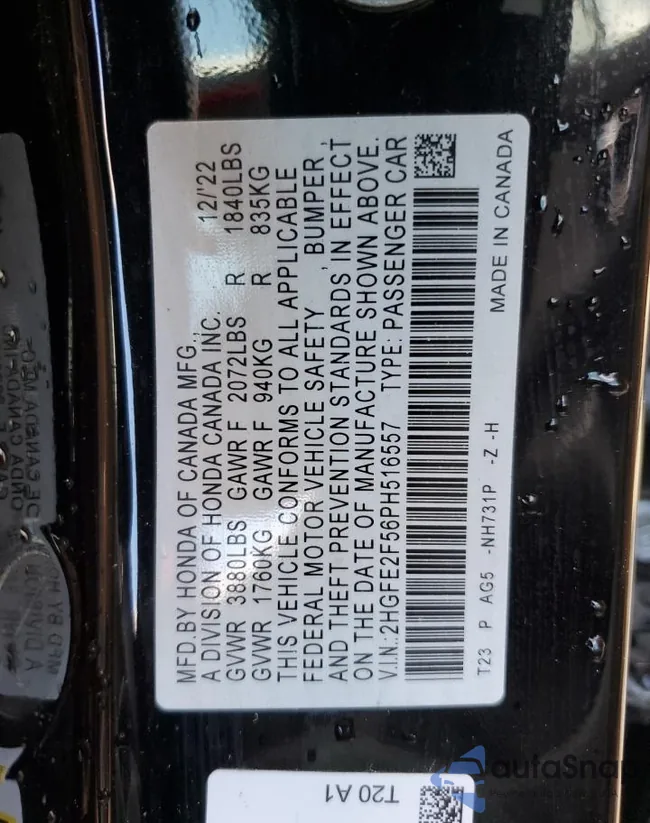 MFD.BY HONDA OF CANADA MFG.,
A DIVISION OF HONDA CANADA INC. 12/'22
GVWR 3880LBS GAWR F 2072LBS R 1840LBS
GVWR 1760KG GAWR F 940KG R 835KG
THIS VEHICLE CONFORMS TO ALL APPLICABLE
FEDERAL MOTOR VEHICLE SAFETY , BUMPER ,
AND THEFT PREVENTION STANDARDS IN EFFECT
ON THE DATE OF MANUFACTURE SHOWN ABOVE.
V.I.N.:2HGFE2F56PH516557 TYPE: PASSENGER CAR
T23 P AG5 -NH731P -Z -H MADE IN CANADA
T20 A1